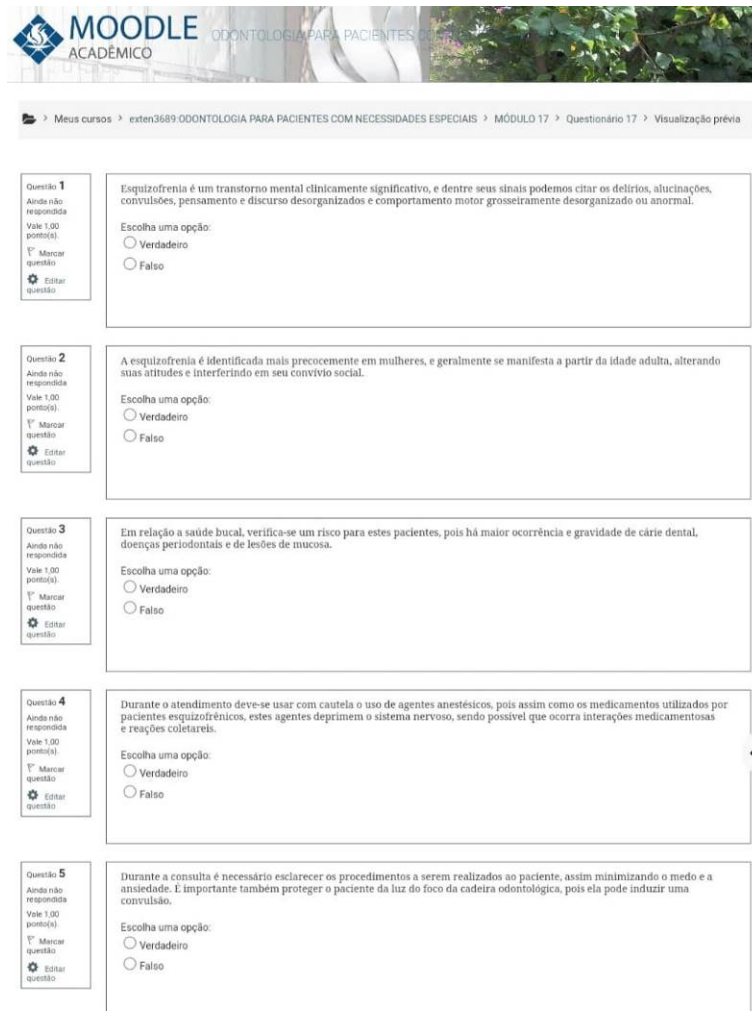 MOODLE
ACADÊMICO
ODONTOLOGIA PARA PACIENTES
> Meus cursos > exten3689:ODONTOLOGIA PARA PACIENTES COM NECESSIDADES ESPECIAIS > MÓDULO 17 > Questionário 17 > Visualização prévia
Questão 1
Ainda não
respondida
Vale 1,00
ponto(s).
Marcar
questão
Editar
questão
Esquizofrenia é um transtorno mental clinicamente significativo, e dentre seus sinais podemos citar os delírios, alucinações,
convulsões, pensamento e discurso desorganizados e comportamento motor grosseiramente desorganizado ou anormal.
Escolha uma opção:
Verdadeiro
Falso
Questão 2
Ainda não
respondida
Vale 1,00
ponto(s).
Marcar
questão
Editar
questão
A esquizofrenia é identificada mais precocemente em mulheres, e geralmente se manifesta a partir da idade adulta, alterando
suas atitudes e interferindo em seu convívio social.
Escolha uma opção:
Verdadeiro
Falso
Questão 3
Ainda não
respondida
Vale 1,00
ponto(s).
Marcar
questão
Editar
questão
Em relação a saúde bucal, verifica-se um risco para estes pacientes, pois há maior ocorrência e gravidade de cárie dental,
doenças periodontais e de lesões de mucosa.
Escolha uma opção:
Verdadeiro
Falso
Questão 4
Ainda não
respondida
Vale 1,00
ponto(s).
Marcar
questão
Editar
questão
Durante o atendimento deve-se usar com cautela o uso de agentes anestésicos, pois assim como os medicamentos utilizados por
pacientes esquizofrênicos, estes agentes deprimem o sistema nervoso, sendo possível que ocorra interações medicamentosas
e reações coletareis.
Escolha uma opção:
Verdadeiro
Falso
Questão 5
Ainda não
respondida
Vale 1,00
ponto(s).
Marcar
questão
Editar
questão
Durante a consulta é necessário esclarecer os procedimentos a serem realizados ao paciente, assim minimizando o medo e a
ansiedade. É importante também proteger o paciente da luz do foco da cadeira odontológica, pois ela pode induzir uma
convulsão.
Escolha uma opção:
Verdadeiro
Falso